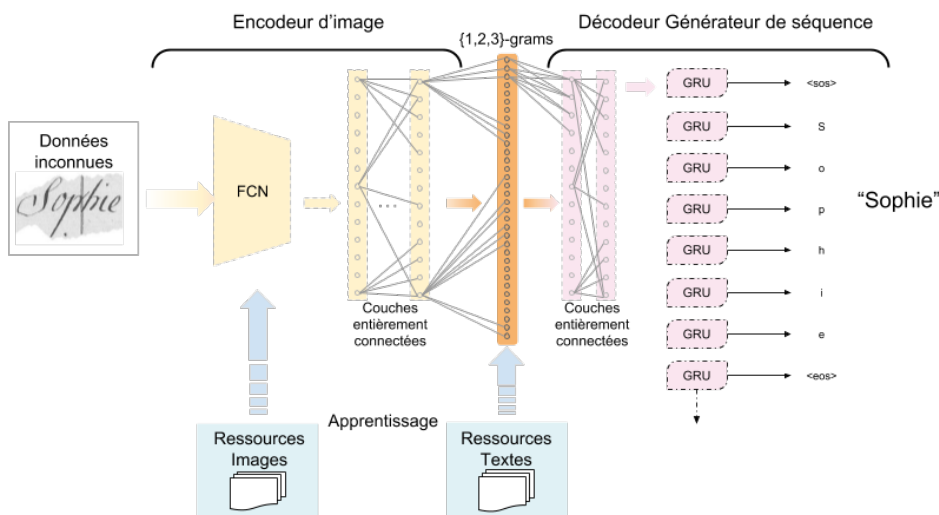 Encodeur d'image
Décodeur Générateur de séquence
{1,2,3}-grams
Données
inconnues
Sophie
FCN
...
Couches
entièrement
connectées
Couches
entièrement
connectées
GRU
<sos>
GRU
S
GRU
o
GRU
p
GRU
h
GRU
i
GRU
e
GRU
<eos>
“Sophie”
Apprentissage
Ressources
Images
Ressources
Textes